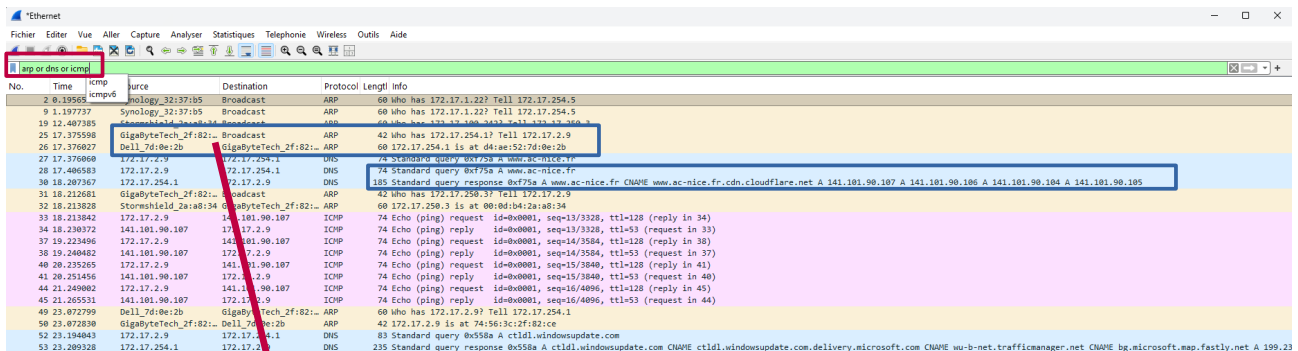 *Ethernet
Fichier Editer Vue Aller Capture Analyser Statistiques Telephonie Wireless Outils Aide
arp or dns or icmp
icmp
icmpv6
No. Time Source Destination Protocol Lengtl Info
2 0.19565 Synology_32:37:b5 Broadcast ARP 60 Who has 172.17.1.22? Tell 172.17.254.5
9 1.197737 Synology_32:37:b5 Broadcast ARP 60 Who has 172.17.1.22? Tell 172.17.254.5
19 12.407385 Broadcast ARP 60 Who has
25 17.375598 GigaByteTech_2f:82:… Broadcast ARP 42 Who has 172.17.254.1? Tell 172.17.2.9
26 17.376027 Dell_7d:0e:2b GigaByteTech_2f:82:… ARP 60 172.17.254.1 is at d4:ae:52:7d:0e:2b
27 17.376060 172.17.2.9 172.17.254.1 DNS 74 Standard query 0xf75a A www.ac-nice.fr
28 17.406583 172.17.2.9 172.17.254.1 DNS 74 Standard query 0xf75a A www.ac-nice.fr
30 18.207367 172.17.254.1 172.17.2.9 DNS 185 Standard query response 0xf75a A www.ac-nice.fr CNAME www.ac-nice.fr.cdn.cloudflare.net A 141.101.90.107 A 141.101.90.106 A 141.101.90.104 A 141.101.90.105
31 18.212681 GigaByteTech_2f:82:… Broadcast ARP 42 Who has 172.17.250.3? Tell 172.17.2.9
32 18.213828 Stormshield_2a:a8:34 GigaByteTech_2f:82:… ARP 60 172.17.250.3 is at 00:0d:b4:2a:a8:34
33 18.213842 172.17.2.9 141.101.90.107 ICMP 74 Echo (ping) request id=0x0001, seq=13/3328, ttl=128 (reply in 34)
34 18.230372 141.101.90.107 172.17.2.9 ICMP 74 Echo (ping) reply id=0x0001, seq=13/3328, ttl=53 (request in 33)
37 19.223496 172.17.2.9 141.101.90.107 ICMP 74 Echo (ping) request id=0x0001, seq=14/3584, ttl=128 (reply in 38)
38 19.240482 141.101.90.107 172.17.2.9 ICMP 74 Echo (ping) reply id=0x0001, seq=14/3584, ttl=53 (request in 37)
40 20.235265 172.17.2.9 141.101.90.107 ICMP 74 Echo (ping) request id=0x0001, seq=15/3840, ttl=128 (reply in 41)
41 20.251456 141.101.90.107 172.17.2.9 ICMP 74 Echo (ping) reply id=0x0001, seq=15/3840, ttl=53 (request in 40)
44 21.249002 172.17.2.9 141.101.90.107 ICMP 74 Echo (ping) request id=0x0001, seq=16/4096, ttl=128 (reply in 45)
45 21.265531 141.101.90.107 172.17.2.9 ICMP 74 Echo (ping) reply id=0x0001, seq=16/4096, ttl=53 (request in 44)
49 23.072799 Dell_7d:0e:2b GigaByteTech_2f:82:… ARP 60 Who has 172.17.2.9? Tell 172.17.254.1
50 23.072830 GigaByteTech_2f:82:… Dell_7d:0e:2b ARP 42 172.17.2.9 is at 74:56:3c:2f:82:ce
52 23.194043 172.17.2.9 172.17.254.1 DNS 83 Standard query 0x558a A ctldl.windowsupdate.com
53 23.209328 172.17.254.1 172.17.2.9 DNS 235 Standard query response 0x558a A ctldl.windowsupdate.com CNAME ctldl.windowsupdate.com.delivery.microsoft.com CNAME wu-b-net.trafficmanager.net CNAME bg.microsoft.map.fastly.net A 199.23